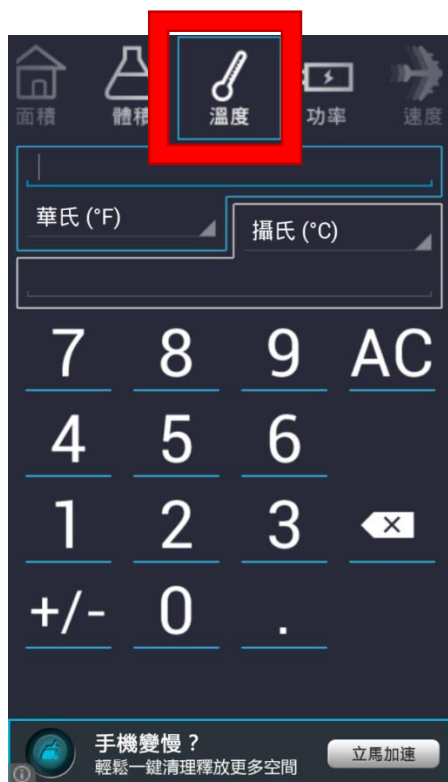 面積 體積 溫度 功率 速度
華氏 (°F)
攝氏 (°C)
7 8 9 AC
4 5 6
1 2 3
+/- 0 .
手機變慢？
輕鬆一鍵清理釋放更多空間
立馬加速